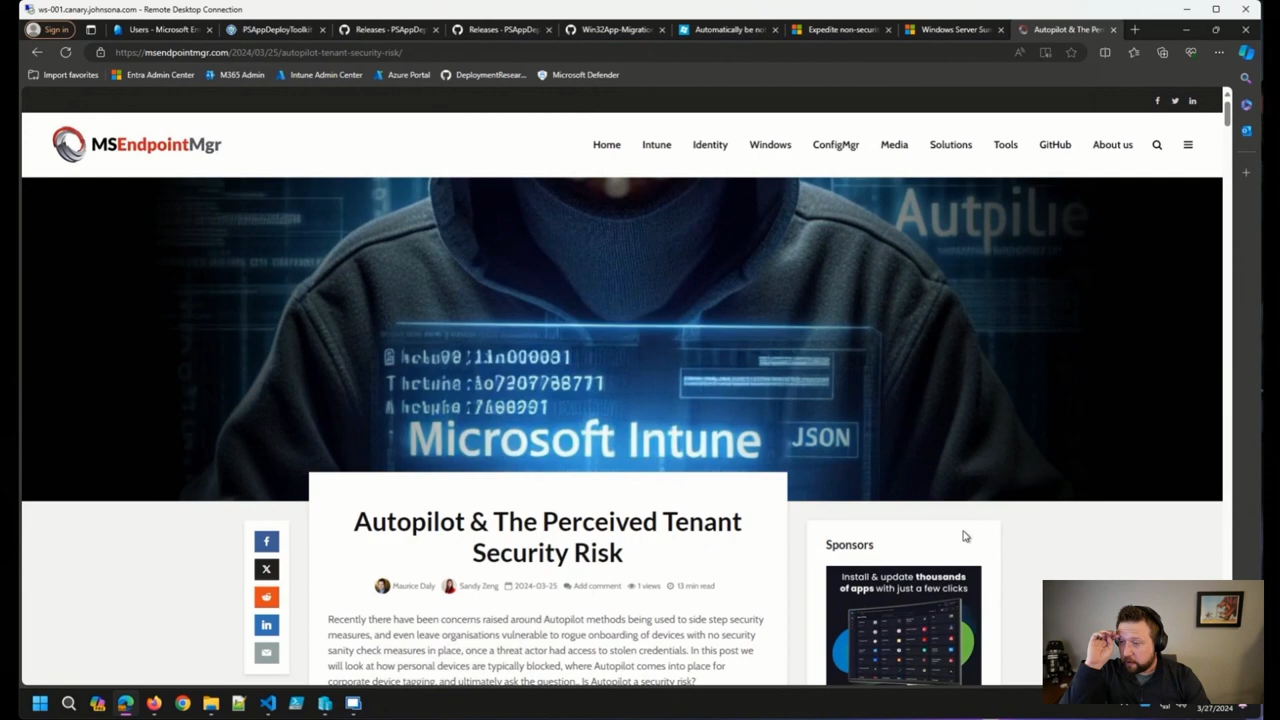 ws-001.canary.johnsona.com - Remote Desktop Connection
Sign in
Users - Microsoft En
PSAppDeployToolki
Releases - PSAppDep
Releases - PSAppDep
Win32App-Migratio
Automatically be no
Expedite non-securi
Windows Server Sum
Autopilot & The Per
https://msendpointmgr.com/2024/03/25/autopilot-tenant-security-risk/
Import favorites
Entra Admin Center
M365 Admin
Intune Admin Center
Azure Portal
DeploymentResear...
Microsoft Defender
MSEndpointMgr
Home
Intune
Identity
Windows
ConfigMgr
Media
Solutions
Tools
GitHub
About us
Autpilie
Microsoft Intune
JSON
Autopilot & The Perceived Tenant
Security Risk
Maurice Daly
Sandy Zeng
2024-03-25
Add comment
1 views
13 min read
Recently there have been concerns raised around Autopilot methods being used to side step security
measures, and even leave organisations vulnerable to rogue onboarding of devices with no security
sanity check measures in place, once a threat actor had access to stolen credentials. In this post we
will look at how personal devices are typically blocked, where Autopilot comes into place for
corporate device tagging, and ultimately ask the question.. Is Autopilot a security risk?
Sponsors
Install & update thousands
of apps with just a few clicks
3/27/2024